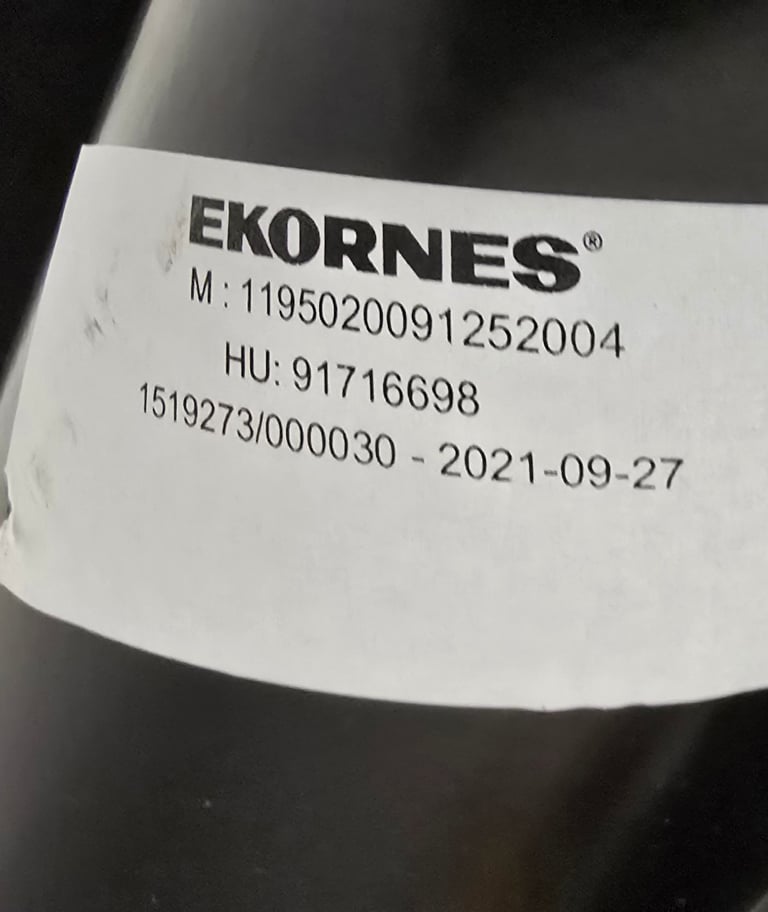 EKORNES®
M : 1195020091252004
HU: 91716698
1519273/000030 - 2021-09-27